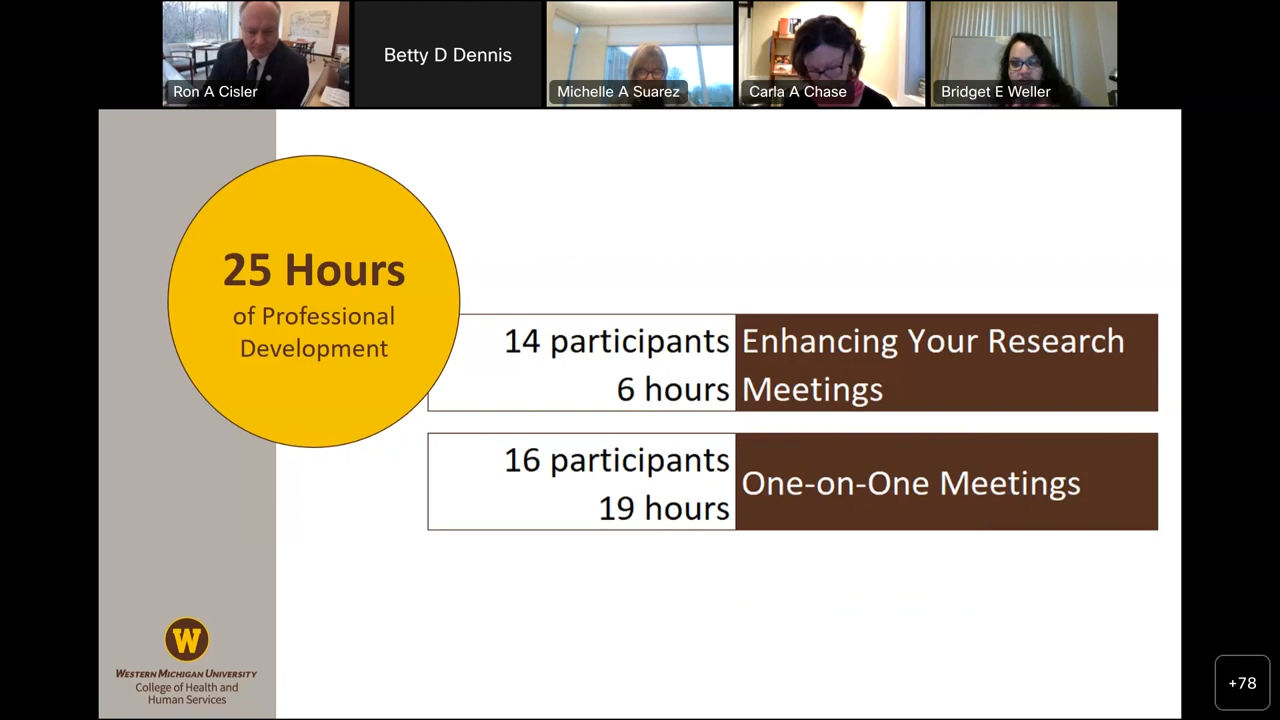 Ron A Cisler
Betty D Dennis
Michelle A Suarez
Carla A Chase
Bridget E Weller
25 Hours
of Professional
Development
14 participants
6 hours
Enhancing Your Research
Meetings
16 participants
19 hours
One-on-One Meetings
W
WESTERN MICHIGAN UNIVERSITY
College of Health and
Human Services
+78